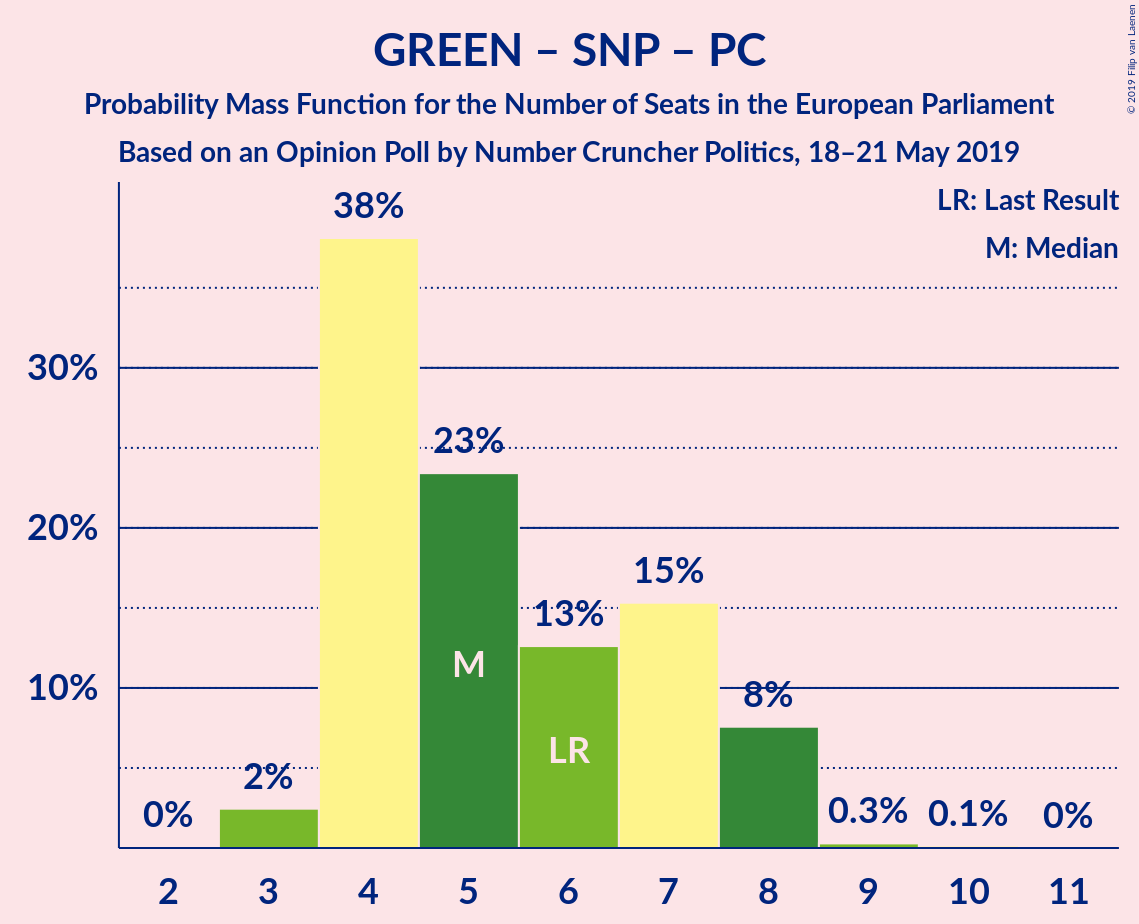 GREEN – SNP – PC
Probability Mass Function for the Number of Seats in the European Parliament
Based on an Opinion Poll by Number Cruncher Politics, 18–21 May 2019
© 2019 Filip van Laenen
LR: Last Result
M: Median
38%
30%
23%
20%
15%
13%
M
10%
8%
LR
2%
0%
0.3%
0.1%
0%
2 3 4 5 6 7 8 9 10 11